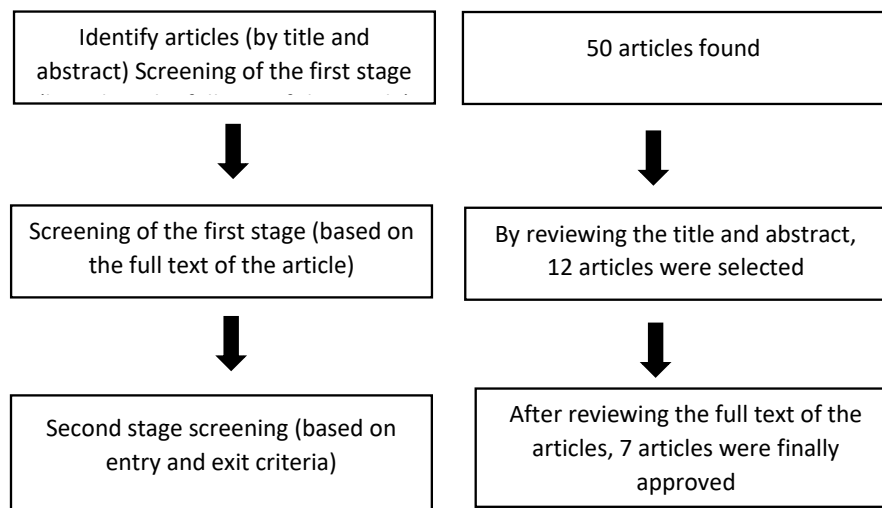 Identify articles (by title and
abstract) Screening of the first stage
50 articles found
Screening of the first stage (based on
the full text of the article)
By reviewing the title and abstract,
12 articles were selected
Second stage screening (based on
entry and exit criteria)
After reviewing the full text of the
articles, 7 articles were finally
approved